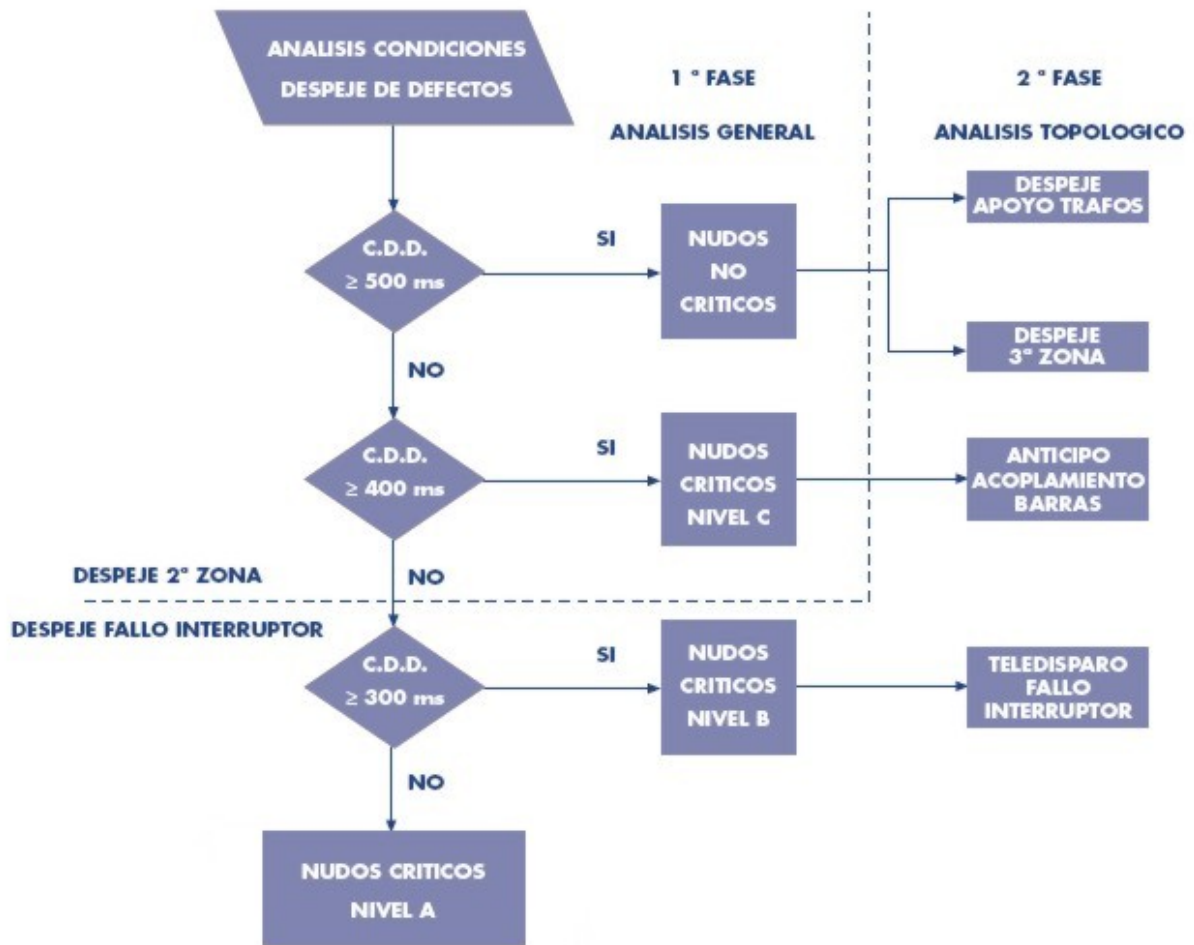 ANALISIS CONDICIONES
DESPEJE DE DEFECTOS
1 ª FASE
ANALISIS GENERAL
2 ª FASE
ANALISIS TOPOLOGICO
C.D.D.
≥ 500 ms
SI
NUDOS
NO
CRITICOS
DESPEJE
APOYO TRAFOS
DESPEJE
3ª ZONA
NO
C.D.D.
≥ 400 ms
SI
NUDOS
CRITICOS
NIVEL C
ANTICIPO
ACOPLAMIENTO
BARRAS
NO
DESPEJE 2ª ZONA
DESPEJE FALLO INTERRUPTOR
C.D.D.
≥ 300 ms
SI
NUDOS
CRITICOS
NIVEL B
TELEDISPARO
FALLO
INTERRUPTOR
NO
NUDOS CRITICOS
NIVEL A